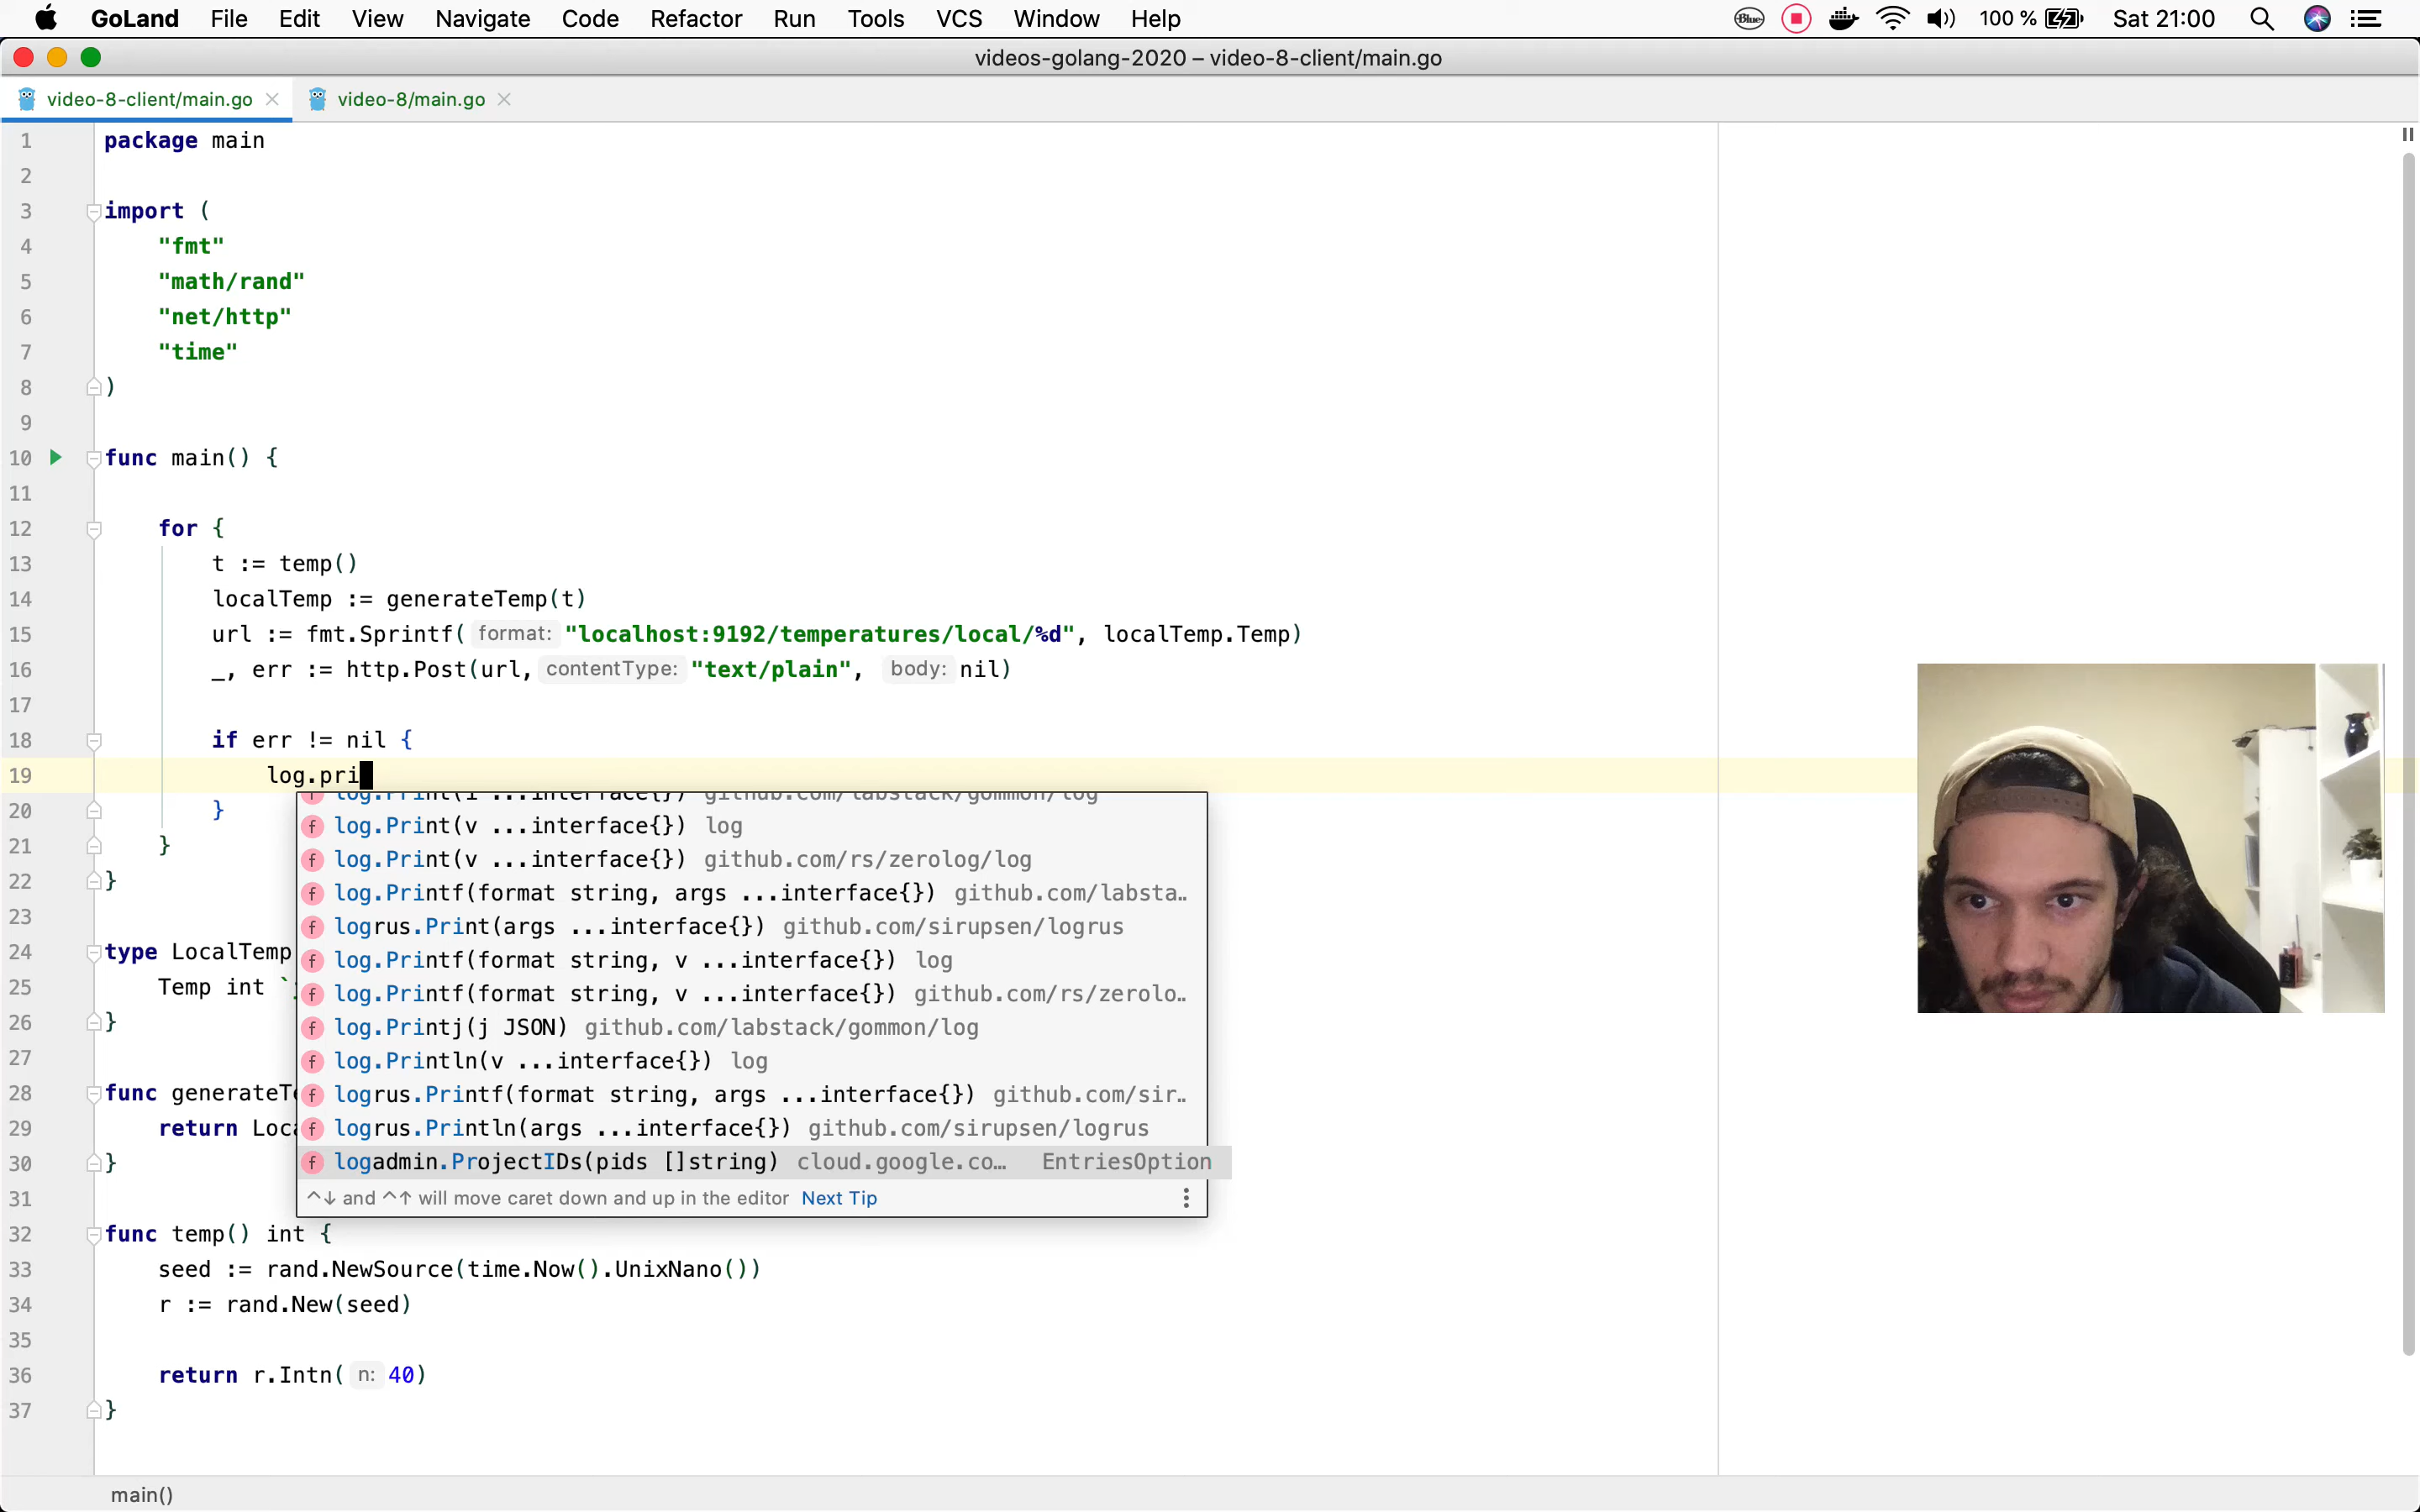 GoLand File Edit View Navigate Code Refactor Run Tools VCS Window Help Blue 100 % Sat 21:00
videos-golang-2020 – video-8-client/main.go
video-8-client/main.go video-8/main.go
1 package main
2
3 import (
4 "fmt"
5 "math/rand"
6 "net/http"
7 "time"
8 )
9
10 func main() {
11
12 for {
13 t := temp()
14 localTemp := generateTemp(t)
15 url := fmt.Sprintf( format: "localhost:9192/temperatures/local/%d", localTemp.Temp)
16 _, err := http.Post(url, contentType: "text/plain", body: nil)
17
18 if err != nil {
19 log.pri
log.Print(i ...interface{}) github.com/labstack/gommon/log
20 }
log.Print(v ...interface{}) log
21 }
log.Print(v ...interface{}) github.com/rs/zerolog/log
22 }
log.Printf(format string, args ...interface{}) github.com/labsta…
23
logrus.Print(args ...interface{}) github.com/sirupsen/logrus
24 type LocalTemp
log.Printf(format string, v ...interface{}) log
25 Temp int `
log.Printf(format string, v ...interface{}) github.com/rs/zerolo…
26 }
log.Printj(j JSON) github.com/labstack/gommon/log
27
log.Println(v ...interface{}) log
28 func generateTe
logrus.Printf(format string, args ...interface{}) github.com/sir…
29 return Loca
logrus.Println(args ...interface{}) github.com/sirupsen/logrus
30 }
logadmin.ProjectIDs(pids []string) cloud.google.co… EntriesOption
31
^↓ and ^↑ will move caret down and up in the editor Next Tip
32 func temp() int {
33 seed := rand.NewSource(time.Now().UnixNano())
34 r := rand.New(seed)
35
36 return r.Intn( n: 40)
37 }
main()